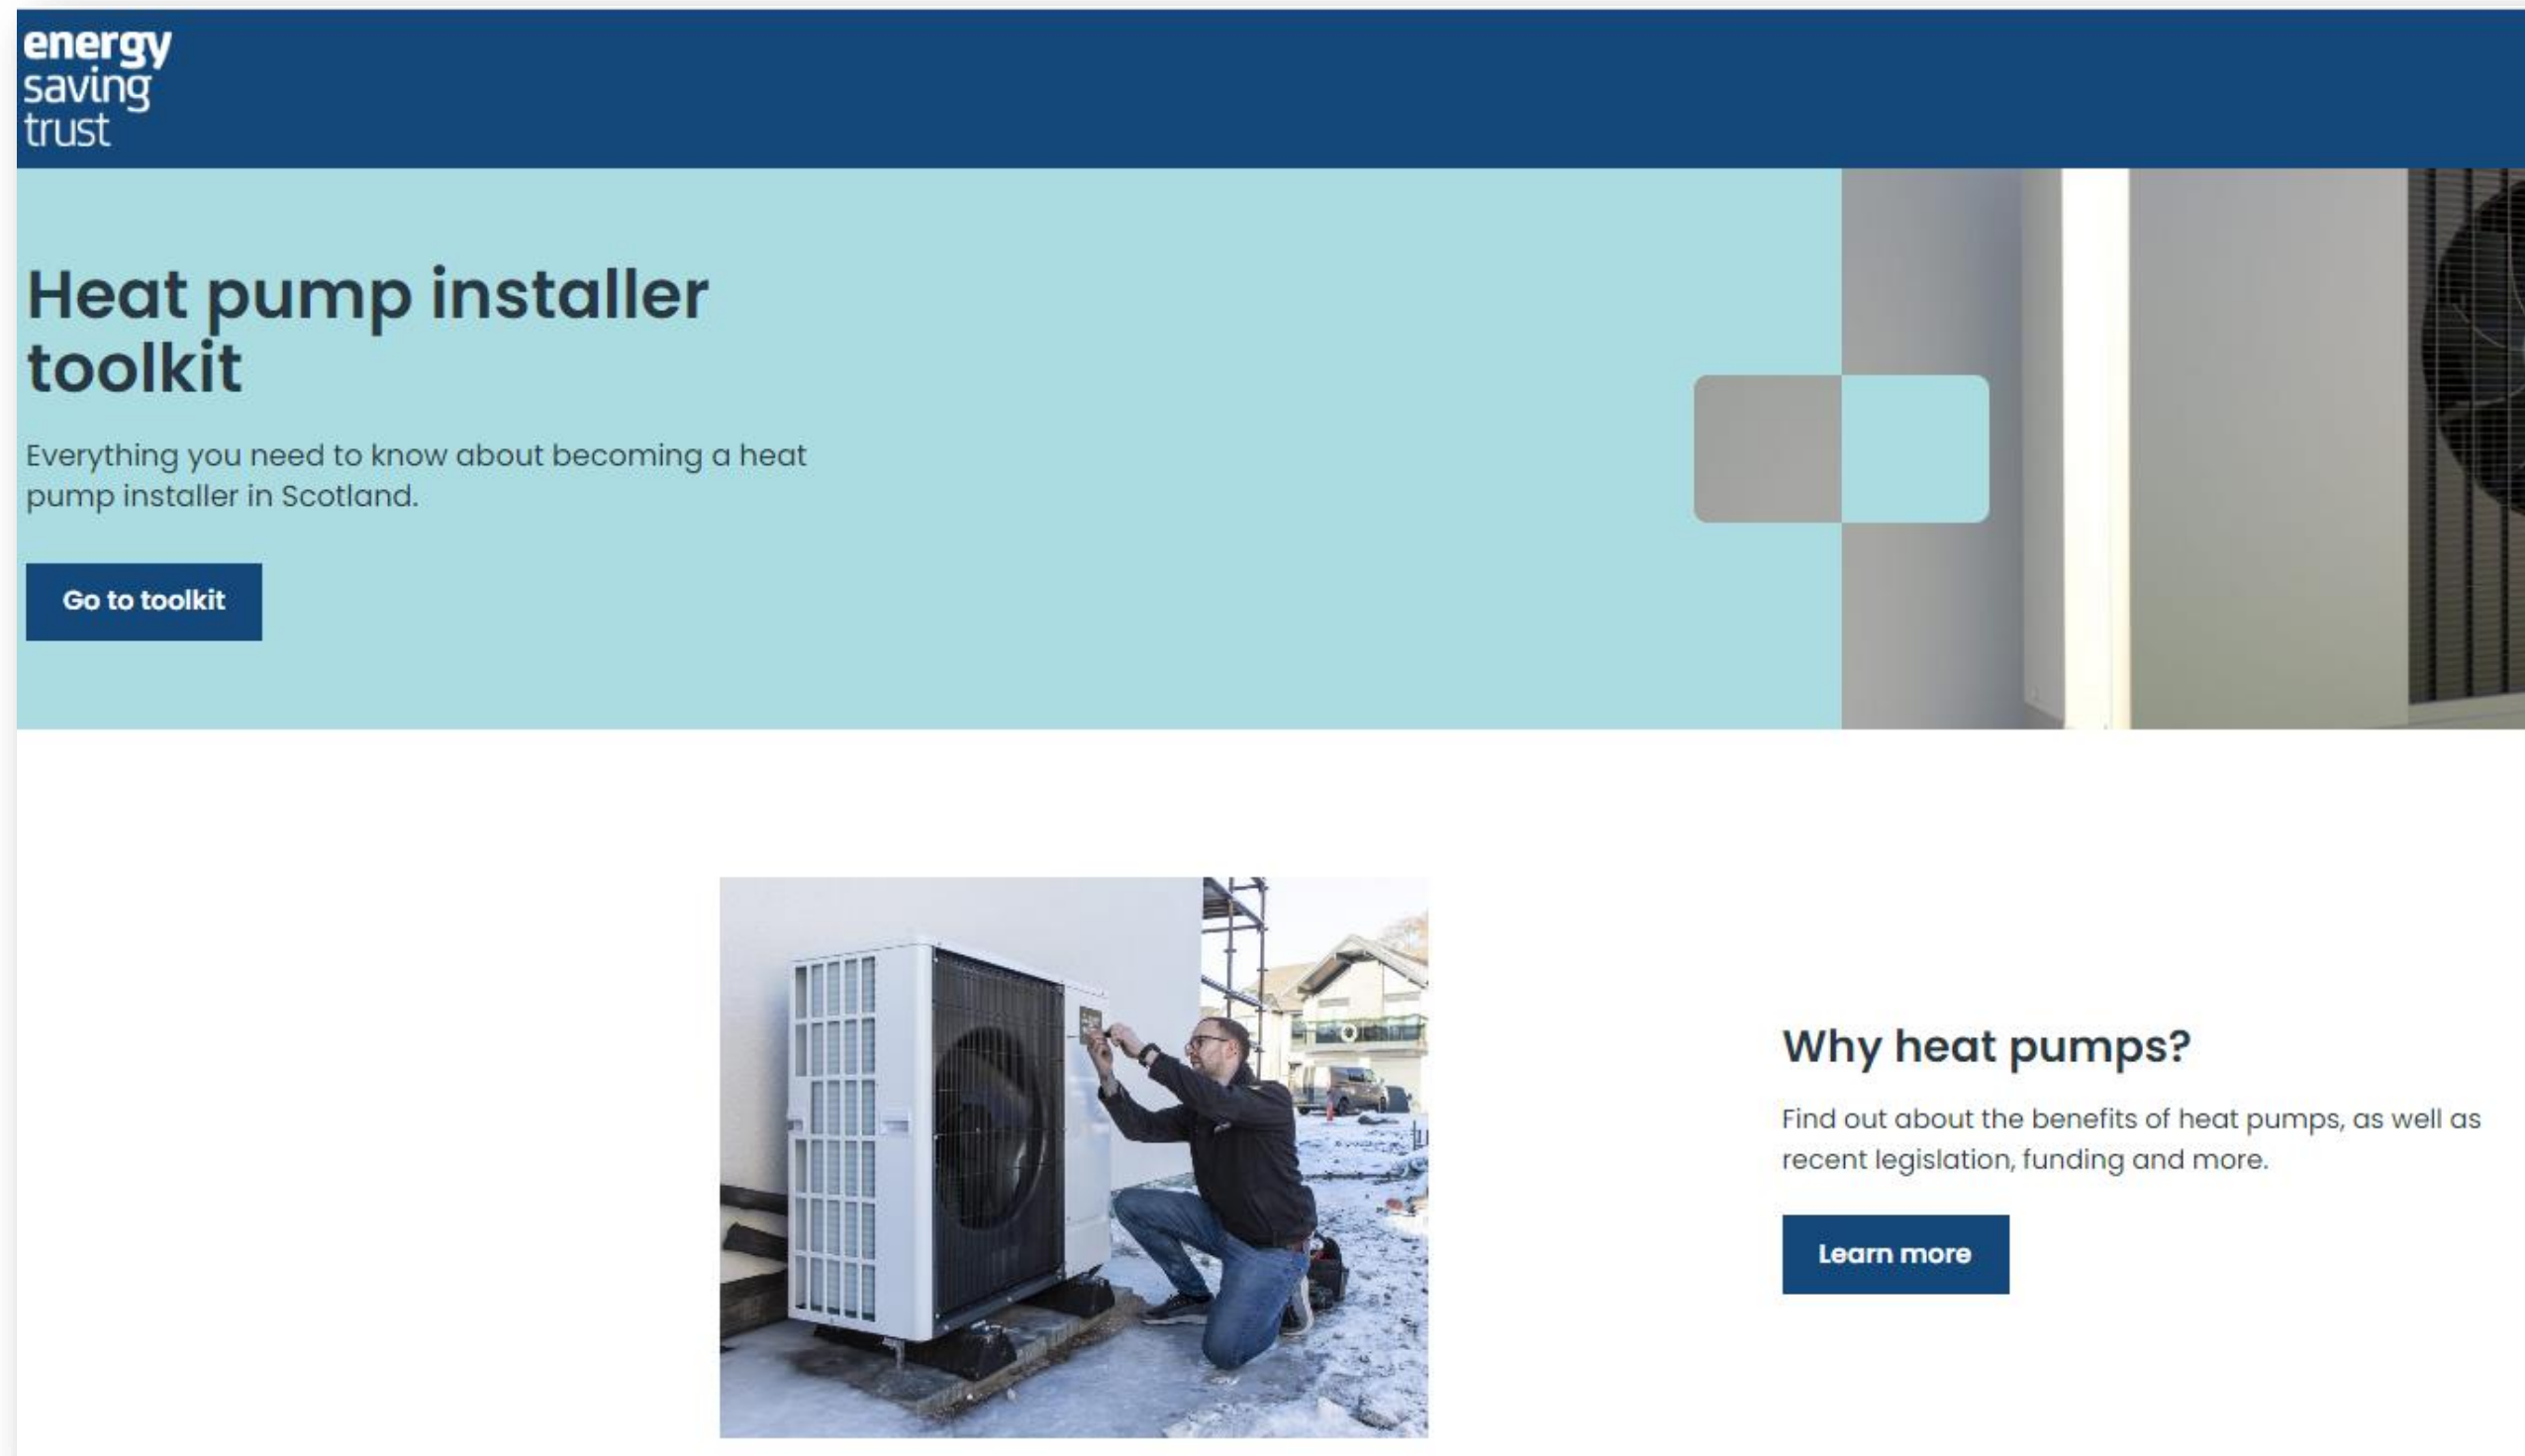 energy
saving
trust
Heat pump installer
toolkit
Everything you need to know about becoming a heat
pump installer in Scotland.
Go to toolkit
Why heat pumps?
Find out about the benefits of heat pumps, as well as
recent legislation, funding and more.
Learn more